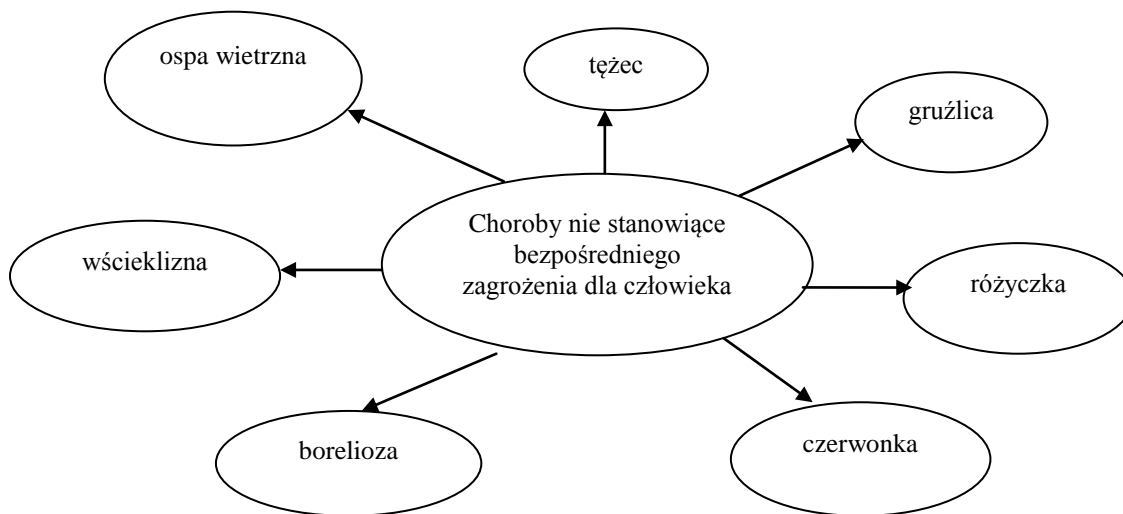 ospa wietrzna
tężec
gruźlica
Choroby nie stanowiące
bezpośredniego
zagrożenia dla człowieka
wścieklizna
różyczka
borelioza
czerwonka